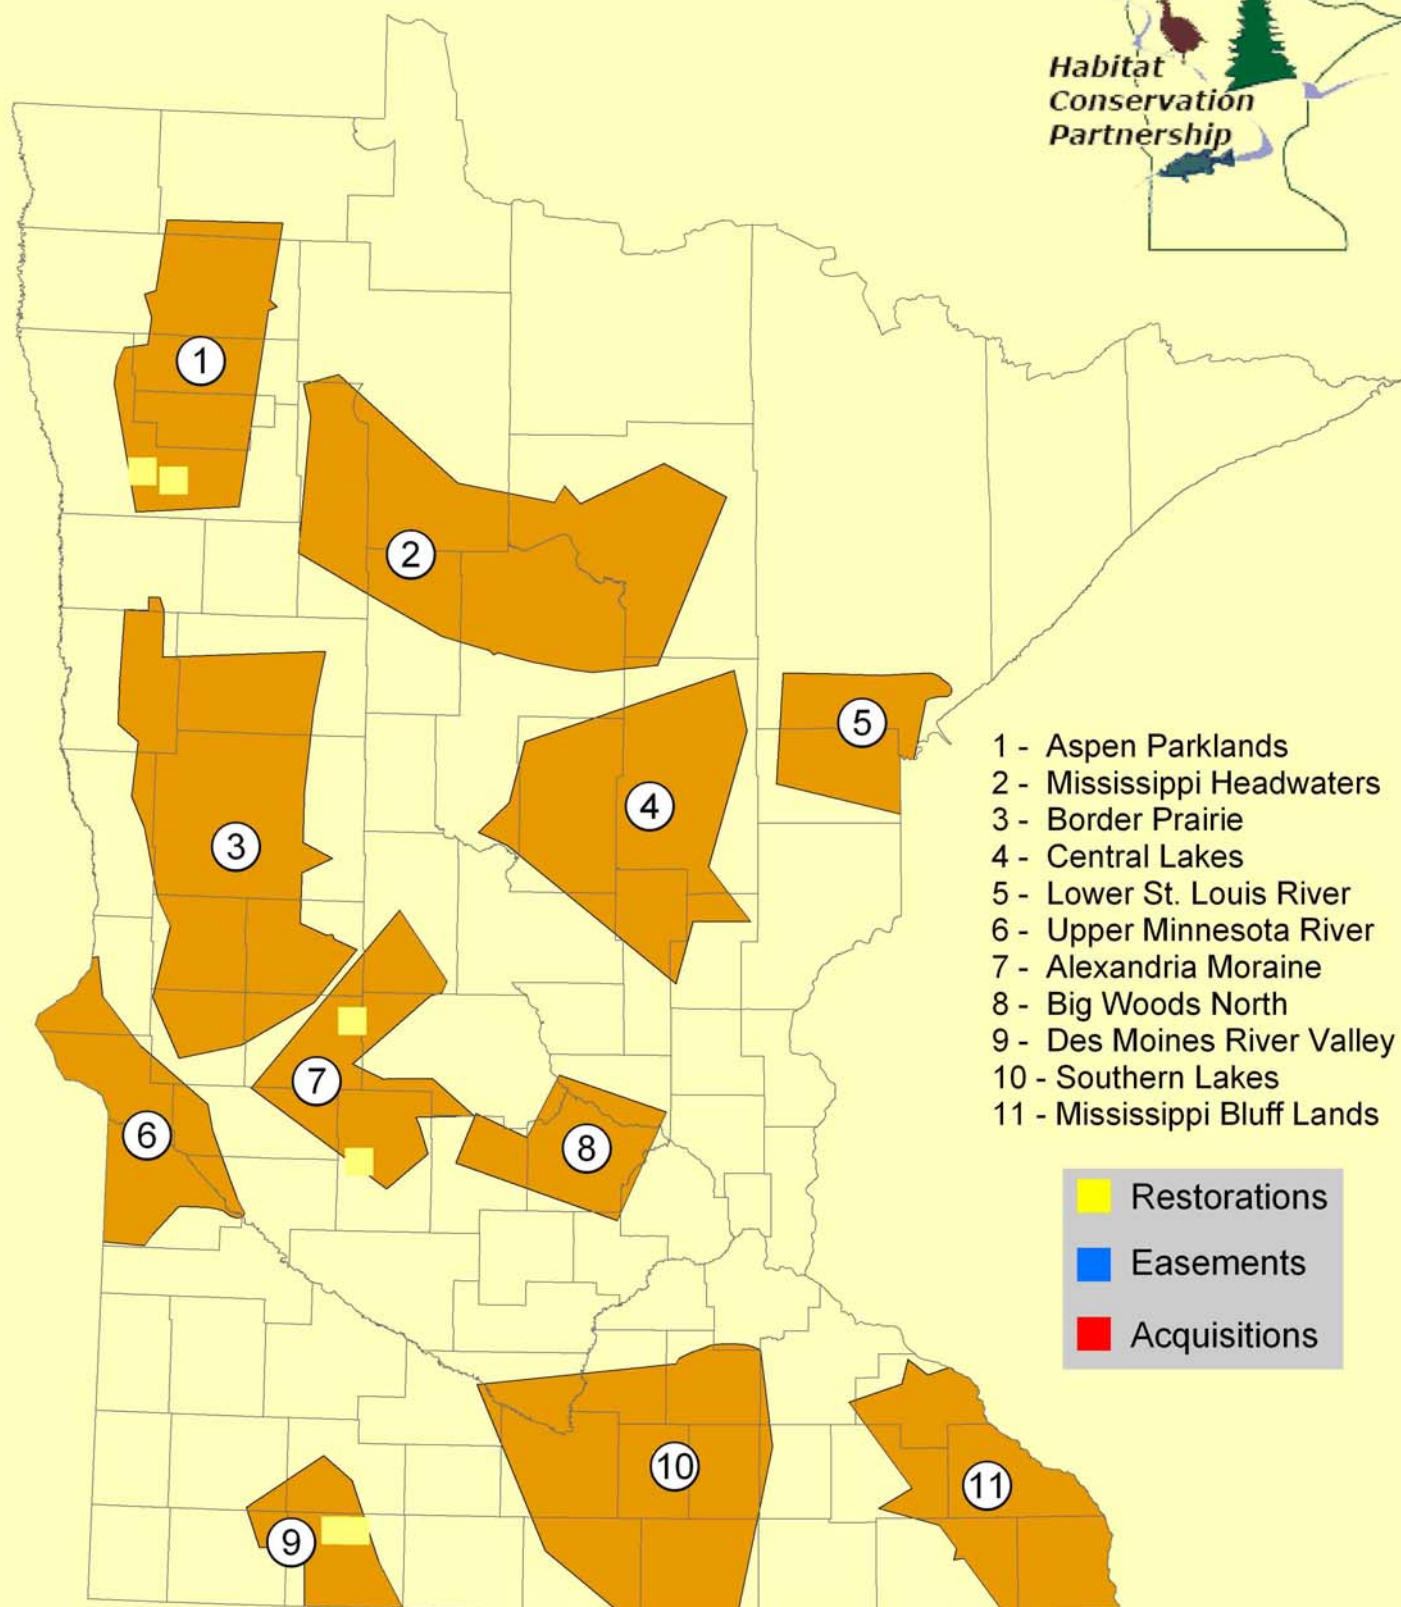 Habitat
Conservation
Partnership
1
2
3
4
5
6
7
8
9
10
11
1 - Aspen Parklands
2 - Mississippi Headwaters
3 - Border Prairie
4 - Central Lakes
5 - Lower St. Louis River
6 - Upper Minnesota River
7 - Alexandria Moraine
8 - Big Woods North
9 - Des Moines River Valley
10 - Southern Lakes
11 - Mississippi Bluff Lands
Restorations
Easements
Acquisitions